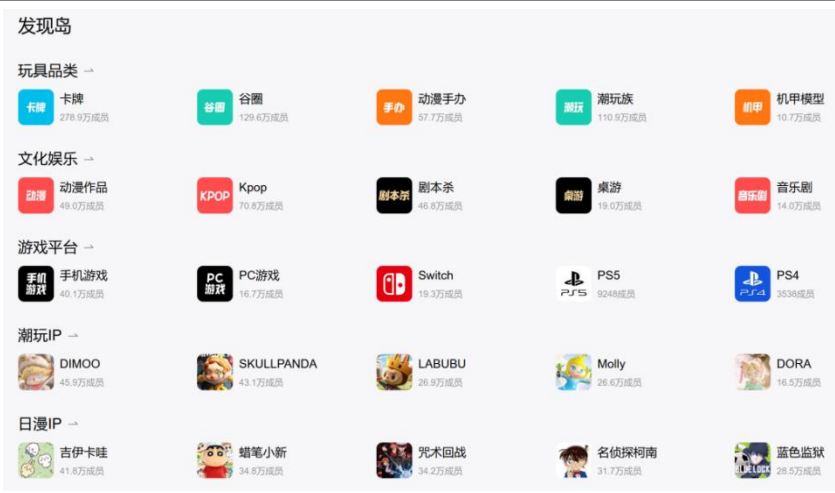 发现岛
玩具品类 →
卡牌 卡牌 谷圈 谷圈 手办 动漫手办 潮玩 潮玩族 机甲 机甲模型
278.9万成员 129.6万成员 57.7万成员 110.9万成员 10.7万成员
文化娱乐 →
动漫 动漫作品 KPOP Kpop 剧本杀 剧本杀 桌游 桌游 音乐剧 音乐剧
49.0万成员 70.8万成员 46.8万成员 19.0万成员 14.0万成员
游戏平台 →
手机游戏 手机游戏 PC游戏 PC游戏 Switch PS5 PS5 PS4 PS4
40.1万成员 16.7万成员 19.3万成员 9248成员 3538成员
潮玩IP →
DIMOO SKULLPANDA LABUBU Molly DORA
45.9万成员 43.1万成员 26.9万成员 26.6万成员 16.5万成员
日漫IP →
吉伊卡哇 蜡笔小新 咒术回战 名侦探柯南 BLUELOCK 蓝色监狱
41.8万成员 34.8万成员 34.2万成员 31.7万成员 28.5万成员